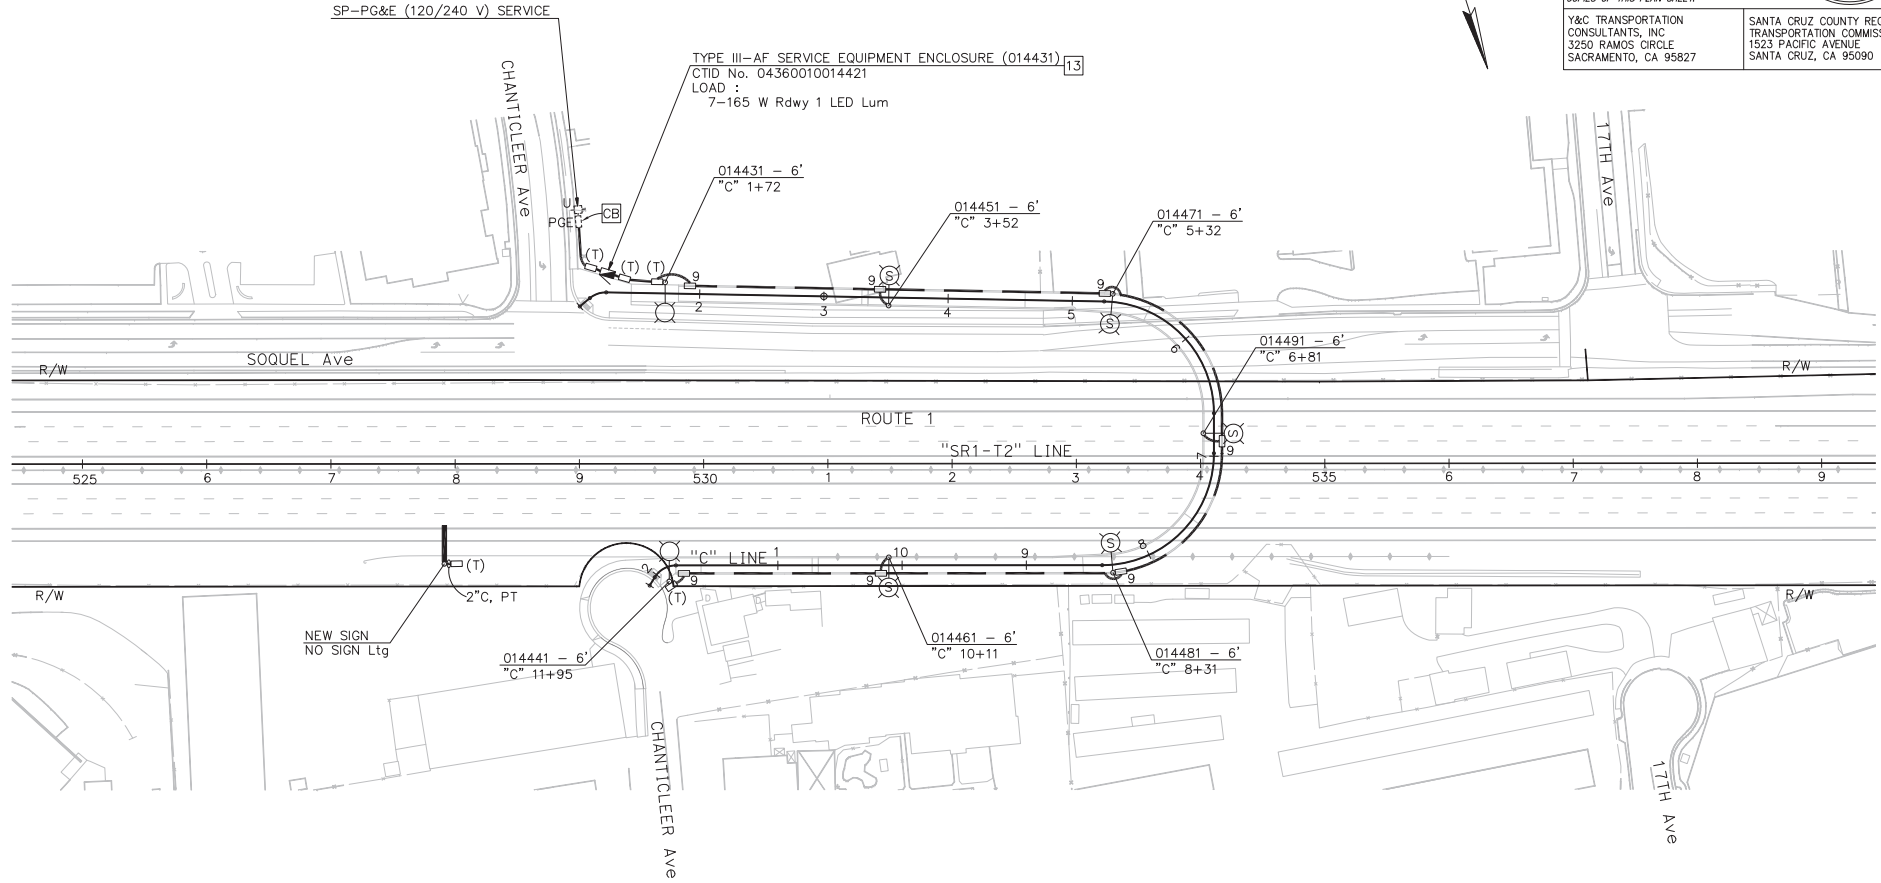 SP-PG&E (120/240 V) SERVICE
Y&C TRANSPORTATION
CONSULTANTS, INC
3250 RAMOS CIRCLE
SACRAMENTO, CA 95827
SANTA CRUZ COUNTY
TRANSPORTATION
1523 PACIFIC AVENUE
SANTA CRUZ, CA 95090
TYPE III-AF SERVICE EQUIPMENT ENCLOSURE (014431) 13
CTID No. 04360010014421
LOAD :
7-165 W Rdwy 1 LED Lum
CHANTICLEER Ave
17TH Ave
014431 - 6'
"C" 1+72
U
CB
PGE
014451 - 6'
"C" 3+52
014471 - 6'
"C" 5+32
(T) (T) (T)
9 9 9
S
S
2 3 4 5
6
014491 - 6'
"C" 6+81
SOQUEL Ave
R/W R/W
ROUTE 1
S
9
7
"SR1-T2" LINE
525 6 7 8 9 530 1 2 3 4 535 6 7 8 9
S
8
"C" LINE 1 10 9
2
(T)
9 9 9
(T)
S
2"C, PT
R/W R/W
NEW SIGN
NO SIGN Ltg
014441 - 6'
"C" 11+95
014461 - 6'
"C" 10+11
014481 - 6'
"C" 8+31
CHANTICLEER Ave
17TH Ave